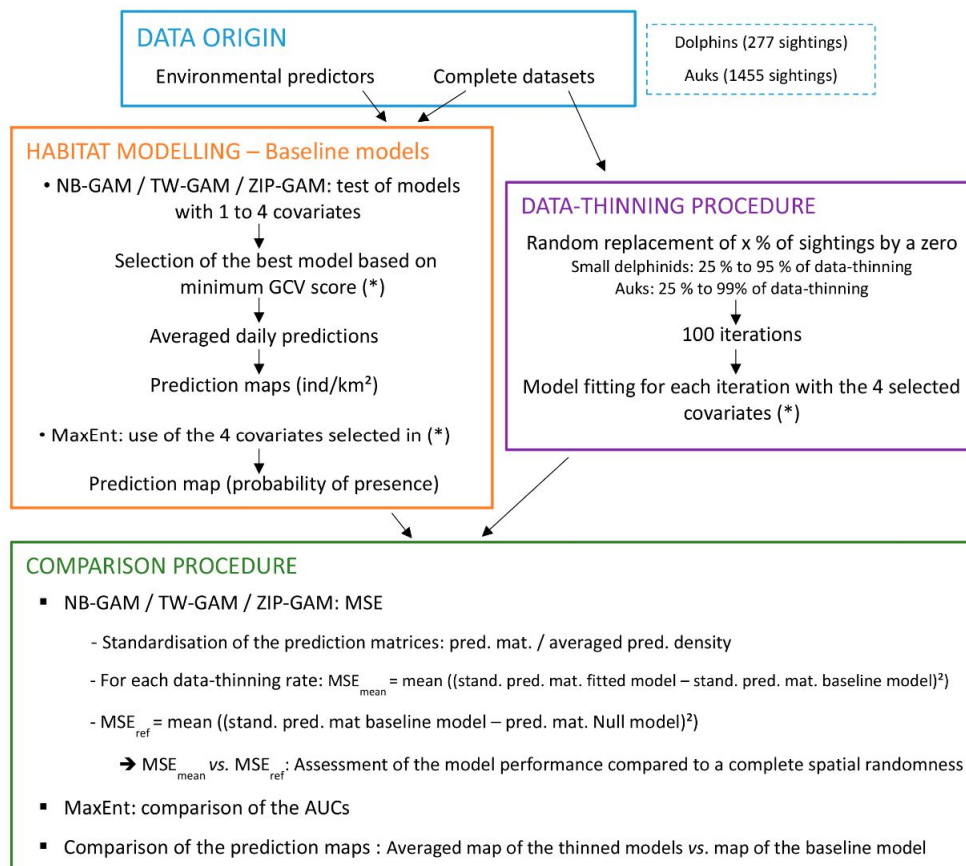 DATA ORIGIN
Environmental predictors
Complete datasets
Dolphins (277 sightings)
Auks (1455 sightings)
HABITAT MODELLING – Baseline models
• NB-GAM / TW-GAM / ZIP-GAM: test of models
with 1 to 4 covariates
Selection of the best model based on
minimum GCV score (*)
Averaged daily predictions
Prediction maps (ind/km²)
• MaxEnt: use of the 4 covariates selected in (*)
Prediction map (probability of presence)
DATA-THINNING PROCEDURE
Random replacement of x % of sightings by a zero
Small delphinids: 25 % to 95 % of data-thinning
Auks: 25 % to 99% of data-thinning
100 iterations
Model fitting for each iteration with the 4 selected
covariates (*)
COMPARISON PROCEDURE
▪ NB-GAM / TW-GAM / ZIP-GAM: MSE
- Standardisation of the prediction matrices: pred. mat. / averaged pred. density
- For each data-thinning rate: MSE mean = mean ((stand. pred. mat. fitted model – stand. pred. mat. baseline model)²)
- MSE ref = mean ((stand. pred. mat baseline model – pred. mat. Null model)²)
➔ MSE mean vs. MSE ref: Assessment of the model performance compared to a complete spatial randomness
▪ MaxEnt: comparison of the AUCs
▪ Comparison of the prediction maps : Averaged map of the thinned models vs. map of the baseline model